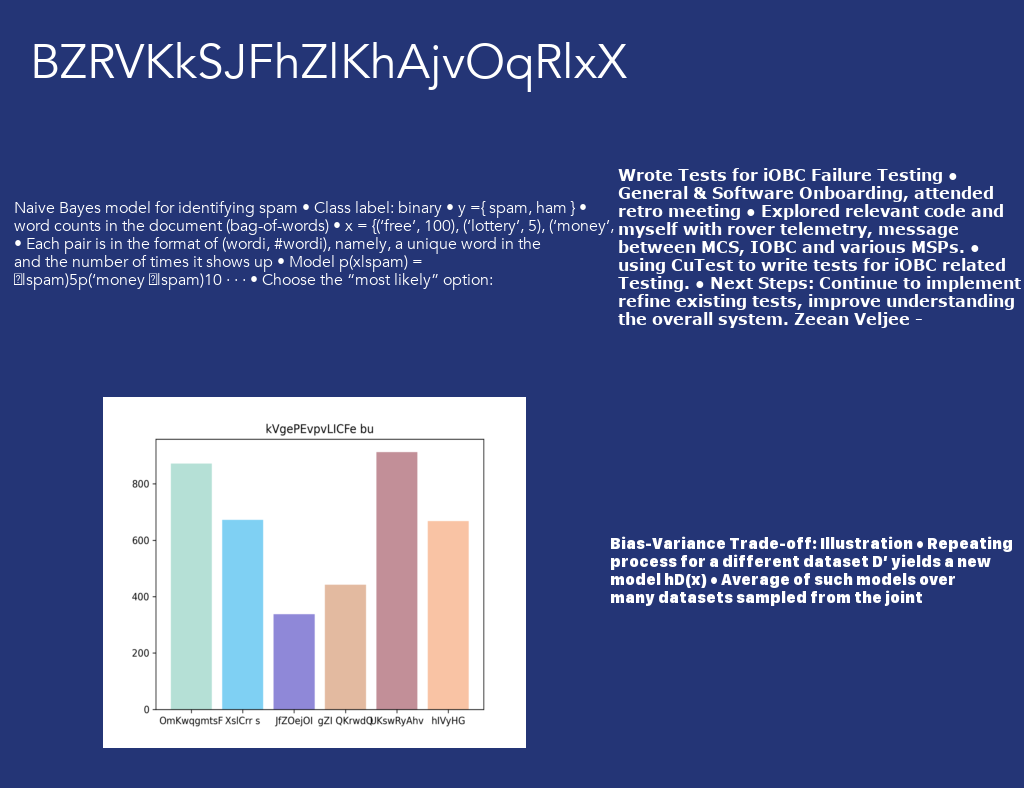 BZRVKkSJFhZlKhAjvOqRlxX
Naive Bayes model for identifying spam • Class label: binary • y ={ spam, ham } •
word counts in the document (bag-of-words) • x = {(‘free’, 100), (‘lottery’, 5), (‘money’,
• Each pair is in the format of (wordi, #wordi), namely, a unique word in the
and the number of times it shows up • Model p(x|spam) =
|spam)5p(‘money |spam)10 · · · • Choose the “most likely” option:
Wrote Tests for iOBC Failure Testing ●
General & Software Onboarding, attended
retro meeting ● Explored relevant code and
myself with rover telemetry, message
between MCS, IOBC and various MSPs. ●
using CuTest to write tests for iOBC related
Testing. ● Next Steps: Continue to implement
refine existing tests, improve understanding
the overall system. Zeean Veljee –
kVgePEvpvLICFe bu
800
600
400
200
0
OmKwqgmtsF XsICrr s JfZOejOI gZI QKrwdQ UKswRyAhv hIVyHG
Bias-Variance Trade-off: Illustration • Repeating
process for a different dataset D′ yields a new
model hD(x) • Average of such models over
many datasets sampled from the joint